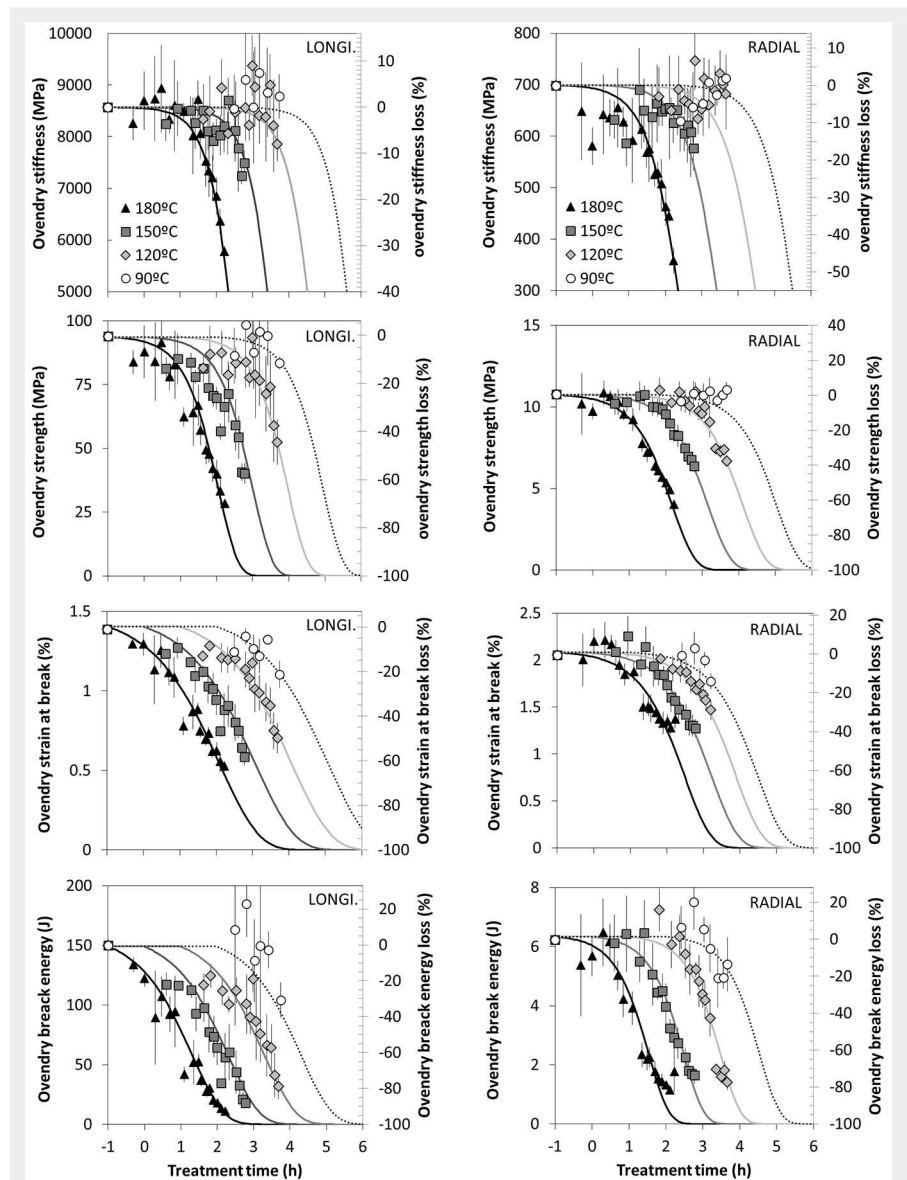 LONGI.
Ovendry stiffness (MPa)
10000
9000
8000
7000
6000
5000
10
0
-10
-20
-30
-40
ovendry stiffness loss (%)
180ºC
150ºC
120ºC
90ºC
RADIAL
Ovendry stiffness (MPa)
800
700
600
500
400
300
10
0
-10
-20
-30
-40
-50
ovendry stiffness loss (%)
180ºC
150ºC
120ºC
90ºC
LONGI.
Ovendry strength (MPa)
100
75
50
25
0
0
-20
-40
-60
-80
-100
ovendry strength loss (%)
RADIAL
Ovendry strength (MPa)
15
10
5
0
40
20
0
-20
-40
-60
-80
-100
Ovendry strength loss (%)
LONGI.
Ovendry strain at break (%)
1.5
1
0.5
0
0
-20
-40
-60
-80
-100
Ovendry strain at break loss (%)
RADIAL
Ovendry strain at break (%)
2.5
2
1.5
1
0.5
0
20
0
-20
-40
-60
-80
-100
Ovendry strain at break loss (%)
LONGI.
Ovendry breack energy (J)
200
150
100
50
0
20
0
-20
-40
-60
-80
-100
Ovendry breack energy loss (%)
-1 0 1 2 3 4 5 6
Treatment time (h)
RADIAL
Ovendry break energy (J)
8
6
4
2
0
20
0
-20
-40
-60
-80
-100
Ovendry break energy loss (%)
-1 0 1 2 3 4 5 6
Treatment time (h)